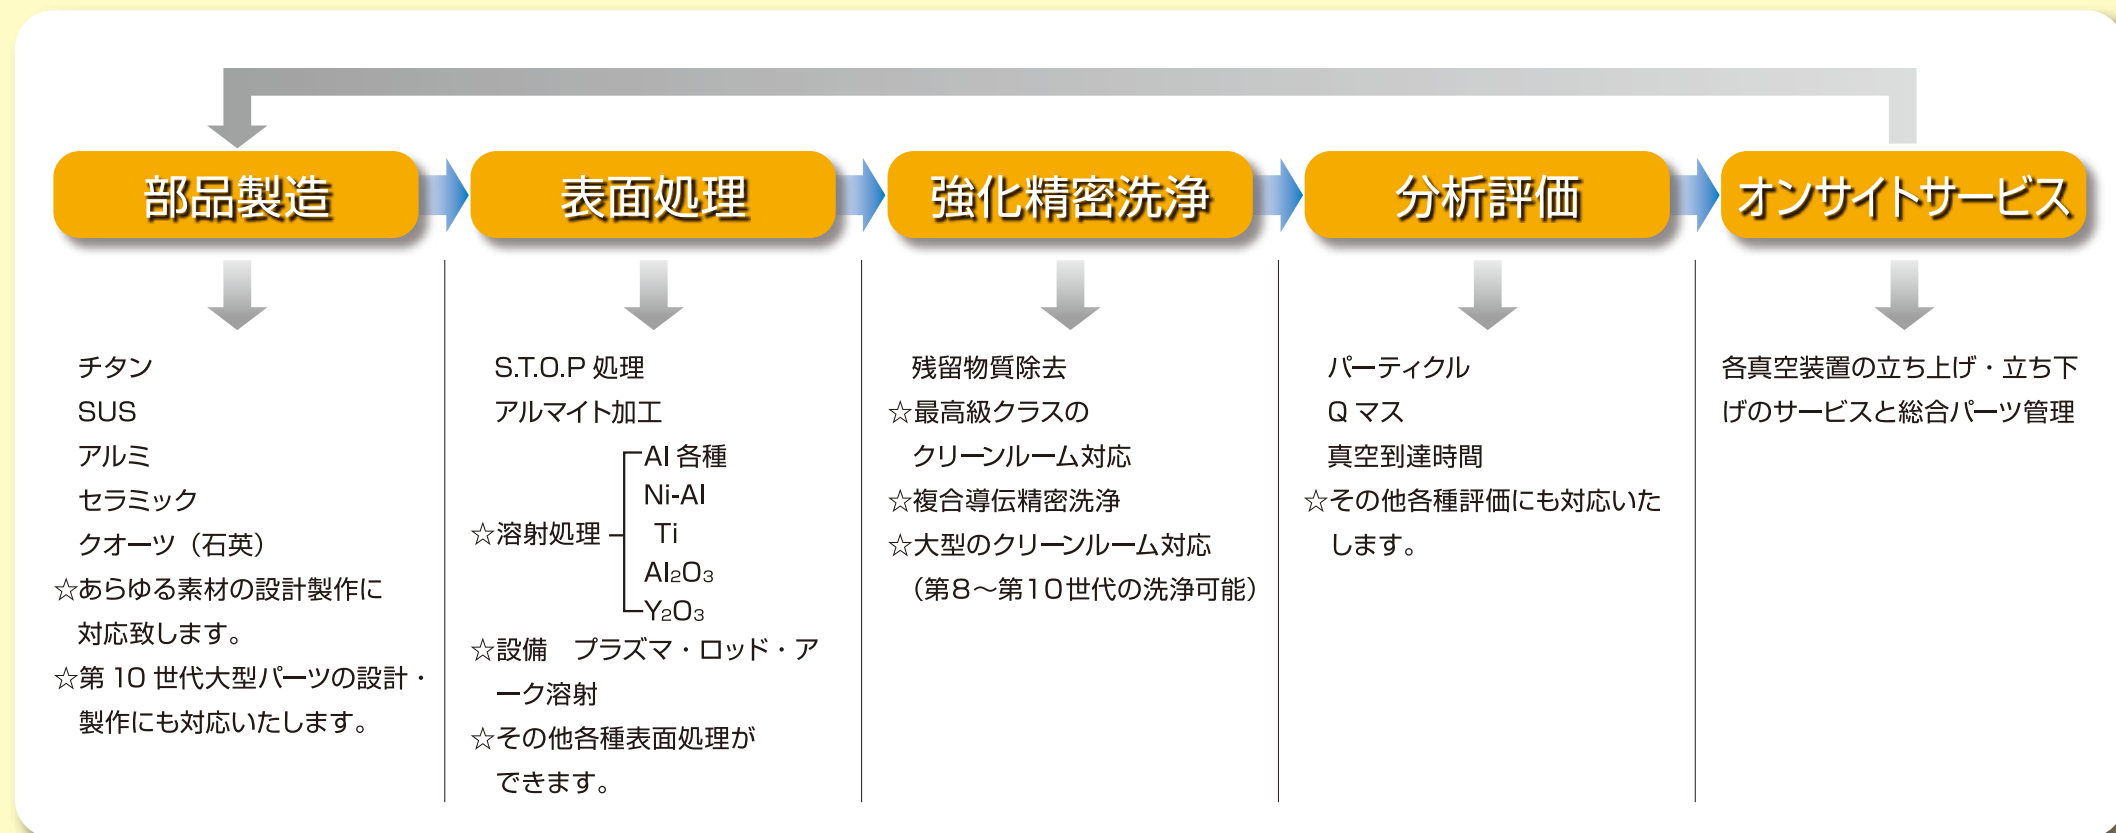 部品製造
表面処理
強化精密洗浄
分析評価
オンサイトサービス
チタン
SUS
アルミ
セラミック
クオーツ（石英）
☆あらゆる素材の設計製作に
対応致します。
☆第 10 世代大型パーツの設計・
製作にも対応いたします。
S.T.O.P 処理
アルマイト加工
☆溶射処理
Al 各種
Ni-Al
Ti
Al₂O₃
Y₂O₃
☆設備　プラズマ・ロッド・ア
ーク溶射
☆その他各種表面処理が
できます。
残留物質除去
☆最高級クラスの
クリーンルーム対応
☆複合導伝精密洗浄
☆大型のクリーンルーム対応
（第8～第10世代の洗浄可能）
パーティクル
Q マス
真空到達時間
☆その他各種評価にも対応いた
します。
各真空装置の立ち上げ・立ち下
げのサービスと総合パーツ管理